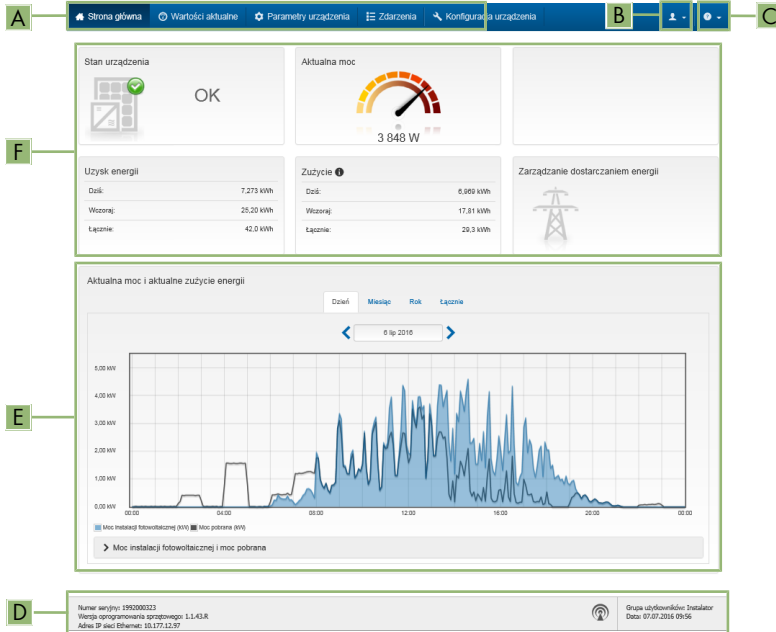 A
Strona główna Wartości aktualne Parametry urządzenia Zdarzenia Konfiguracja urządzenia
B
C
F
Stan urządzenia
OK
Aktualna moc
3 848 W
Uzysk energii
Dziś: 7,273 kWh
Wczoraj: 25,20 kWh
Łącznie: 42,0 kWh
Zużycie
Dziś: 6,969 kWh
Wczoraj: 17,81 kWh
Łącznie: 29,3 kWh
Zarządzanie dostarczaniem energii
E
Aktualna moc i aktualne zużycie energii
Dzień Miesiąc Rok Łącznie
6 lip 2016
5,00 kW
4,00 kW
3,00 kW
2,00 kW
1,00 kW
0,00 kW
00:00 04:00 08:00 12:00 16:00 20:00 00:00
Moc instalacji fotowoltaicznej (kW) Moc pobrana (kW)
Moc instalacji fotowoltaicznej i moc pobrana
D
Numer seryjny: 1992000323
Wersja oprogramowania sprzętowego: 1.1.43.R
Adres IP sieci Ethernet: 10.177.12.97
Grupa użytkowników: Instalator
Data: 07.07.2016 09:56